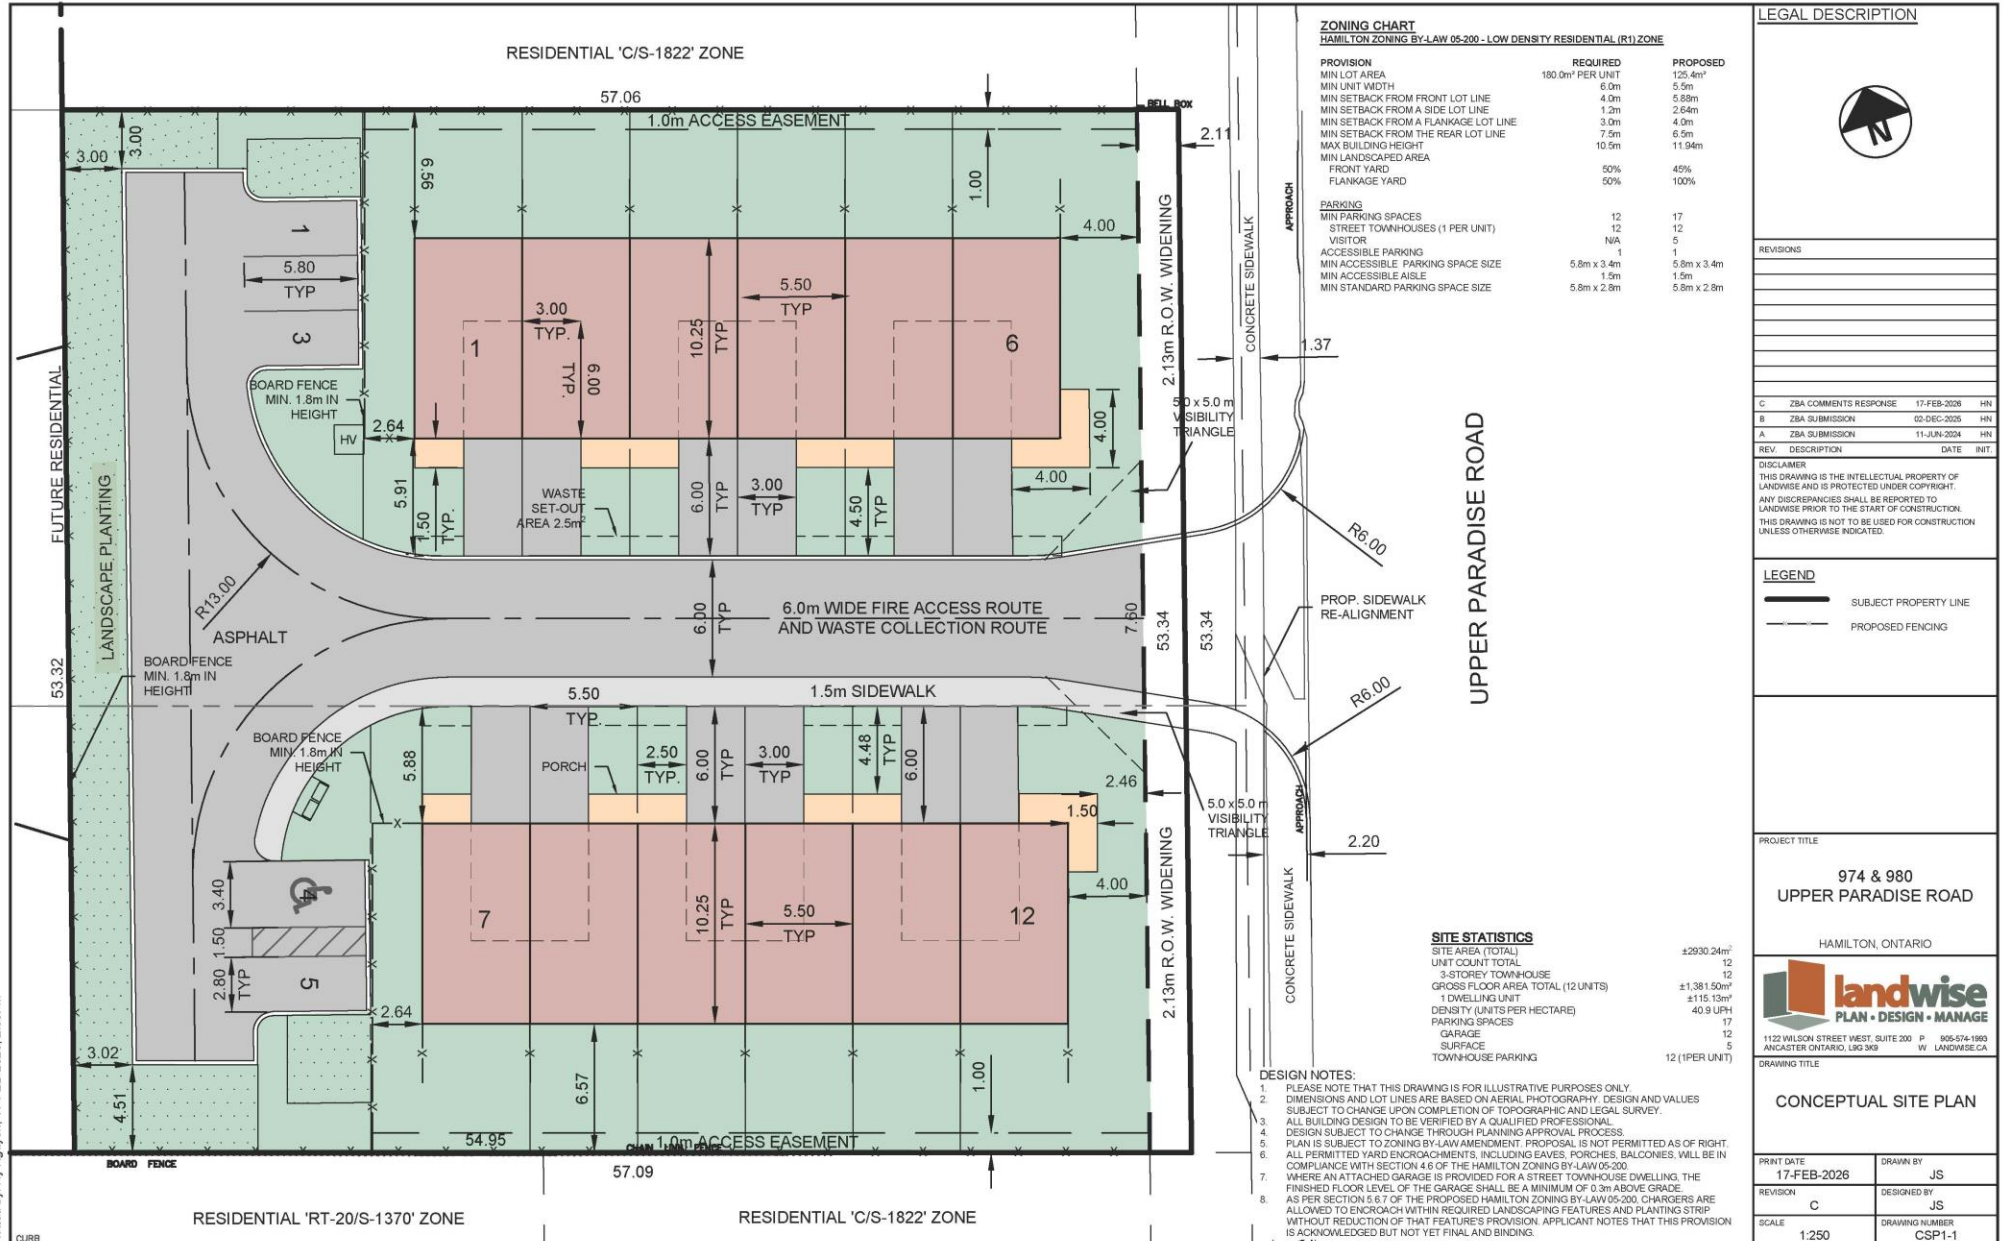 RESIDENTIAL 'C/S-1822' ZONE
57.06
1.0m ACCESS EASEMENT
BELL BOX
2.11
3.00
3.00
9.56
1.00
4.00
2.13m R.O.W. WIDENING
CONCRETE SIDEWALK
APPROACH
1
5.80
TYP
3
1
3.00
TYP.
6.00
TYP.
10.25
TYP
5.50
TYP
6
1.37
FUTURE RESIDENTIAL
BOARD FENCE
MIN. 1.8m IN
HEIGHT
HV
2.64
5.0 x 5.0 m
VISIBILITY
TRIANGLE
4.00
4.00
LANDSCAPE PLANTING
5.91
1.50
TYP.
WASTE
SET-OUT
AREA 2.5m²
6.00
TYP
3.00
TYP
4.50
TYP
R6.00
UPPER PARADISE ROAD
R13.00
ASPHALT
6.00
TYP
6.0m WIDE FIRE ACCESS ROUTE
AND WASTE COLLECTION ROUTE
7.60
53.34
53.34
PROP. SIDEWALK
RE-ALIGNMENT
53.32
BOARD FENCE
MIN. 1.8m IN
HEIGHT
5.50
TYP.
1.5m SIDEWALK
R6.00
BOARD FENCE
MIN. 1.8m IN
HEIGHT
5.88
PORCH
2.50
TYP.
6.00
TYP
3.00
TYP
4.48
TYP
6.00
2.46
1.50
5.0 x 5.0 m
VISIBILITY
TRIANGLE
APPROACH
2.20
3.40
4
1.50
2.80
TYP
5
7
10.25
TYP
5.50
TYP
12
4.00
2.13m R.O.W. WIDENING
CONCRETE SIDEWALK
2.64
3.02
4.51
6.57
1.00
54.95
1.0m ACCESS EASEMENT
BOARD FENCE
57.09
RESIDENTIAL 'RT-20/S-1370' ZONE
RESIDENTIAL 'C/S-1822' ZONE
CURB
ZONING CHART
HAMILTON ZONING BY-LAW 05-200 - LOW DENSITY RESIDENTIAL (R1) ZONE
PROVISION REQUIRED PROPOSED
MIN LOT AREA 180.0m² PER UNIT 125.4m²
MIN UNIT WIDTH 6.0m 5.5m
MIN SETBACK FROM FRONT LOT LINE 4.0m 5.88m
MIN SETBACK FROM A SIDE LOT LINE 1.2m 2.64m
MIN SETBACK FROM A FLANKAGE LOT LINE 3.0m 4.0m
MIN SETBACK FROM THE REAR LOT LINE 7.5m 6.5m
MAX BUILDING HEIGHT 10.5m 11.94m
MIN LANDSCAPED AREA
FRONT YARD 50% 45%
FLANKAGE YARD 50% 100%
PARKING
MIN PARKING SPACES 12 17
STREET TOWNHOUSES (1 PER UNIT) 12 12
VISITOR N/A 5
ACCESSIBLE PARKING 1 1
MIN ACCESSIBLE PARKING SPACE SIZE 5.8m x 3.4m 5.8m x 3.4m
MIN ACCESSIBLE AISLE 1.5m 1.5m
MIN STANDARD PARKING SPACE SIZE 5.8m x 2.8m 5.8m x 2.8m
SITE STATISTICS
SITE AREA (TOTAL) ±2930.24m²
UNIT COUNT TOTAL 12
3-STOREY TOWNHOUSE 12
GROSS FLOOR AREA TOTAL (12 UNITS) ±1,381.50m²
1 DWELLING UNIT ±115.13m²
DENSITY (UNITS PER HECTARE) 40.9 UPH
PARKING SPACES 17
GARAGE 12
SURFACE 5
TOWNHOUSE PARKING 12 (1PER UNIT)
DESIGN NOTES:
1. PLEASE NOTE THAT THIS DRAWING IS FOR ILLUSTRATIVE PURPOSES ONLY.
2. DIMENSIONS AND LOT LINES ARE BASED ON AERIAL PHOTOGRAPHY. DESIGN AND VALUES
SUBJECT TO CHANGE UPON COMPLETION OF TOPOGRAPHIC AND LEGAL SURVEY.
3. ALL BUILDING DESIGN TO BE VERIFIED BY A QUALIFIED PROFESSIONAL.
4. DESIGN SUBJECT TO CHANGE THROUGH PLANNING APPROVAL PROCESS.
5. PLAN IS SUBJECT TO ZONING BY-LAW AMENDMENT. PROPOSAL IS NOT PERMITTED AS OF RIGHT.
6. ALL PERMITTED YARD ENCROACHMENTS, INCLUDING EAVES, PORCHES, BALCONIES, WILL BE IN
COMPLIANCE WITH SECTION 4.6 OF THE HAMILTON ZONING BY-LAW 05-200.
7. WHERE AN ATTACHED GARAGE IS PROVIDED FOR A STREET TOWNHOUSE DWELLING, THE
FINISHED FLOOR LEVEL OF THE GARAGE SHALL BE A MINIMUM OF 0.3m ABOVE GRADE.
8. AS PER SECTION 5.6.7 OF THE PROPOSED HAMILTON ZONING BY-LAW 05-200, CHARGERS ARE
ALLOWED TO ENCROACH WITHIN REQUIRED LANDSCAPING FEATURES AND PLANTING STRIP
WITHOUT REDUCTION OF THAT FEATURE'S PROVISION. APPLICANT NOTES THAT THIS PROVISION
IS ACKNOWLEDGED BUT NOT YET FINAL AND BINDING.
LEGAL DESCRIPTION
N
REVISIONS
C ZBA COMMENTS RESPONSE 17-FEB-2026 HN
B ZBA SUBMISSION 02-DEC-2025 HN
A ZBA SUBMISSION 11-JUN-2024 HN
REV. DESCRIPTION DATE INIT.
DISCLAIMER
THIS DRAWING IS THE INTELLECTUAL PROPERTY OF
LANDWISE AND IS PROTECTED UNDER COPYRIGHT.
ANY DISCREPANCIES SHALL BE REPORTED TO
LANDWISE PRIOR TO THE START OF CONSTRUCTION.
THIS DRAWING IS NOT TO BE USED FOR CONSTRUCTION
UNLESS OTHERWISE INDICATED.
LEGEND
SUBJECT PROPERTY LINE
PROPOSED FENCING
PROJECT TITLE
974 & 980
UPPER PARADISE ROAD
HAMILTON, ONTARIO
landwise
PLAN • DESIGN • MANAGE
1122 WILSON STREET WEST, SUITE 200 P 905-574-1993
ANCASTER ONTARIO, L9G 3K9 W LANDWISE.CA
DRAWING TITLE
CONCEPTUAL SITE PLAN
PRINT DATE DRAWN BY
17-FEB-2026 JS
REVISION DESIGNED BY
C JS
SCALE DRAWING NUMBER
1:250 CSP1-1